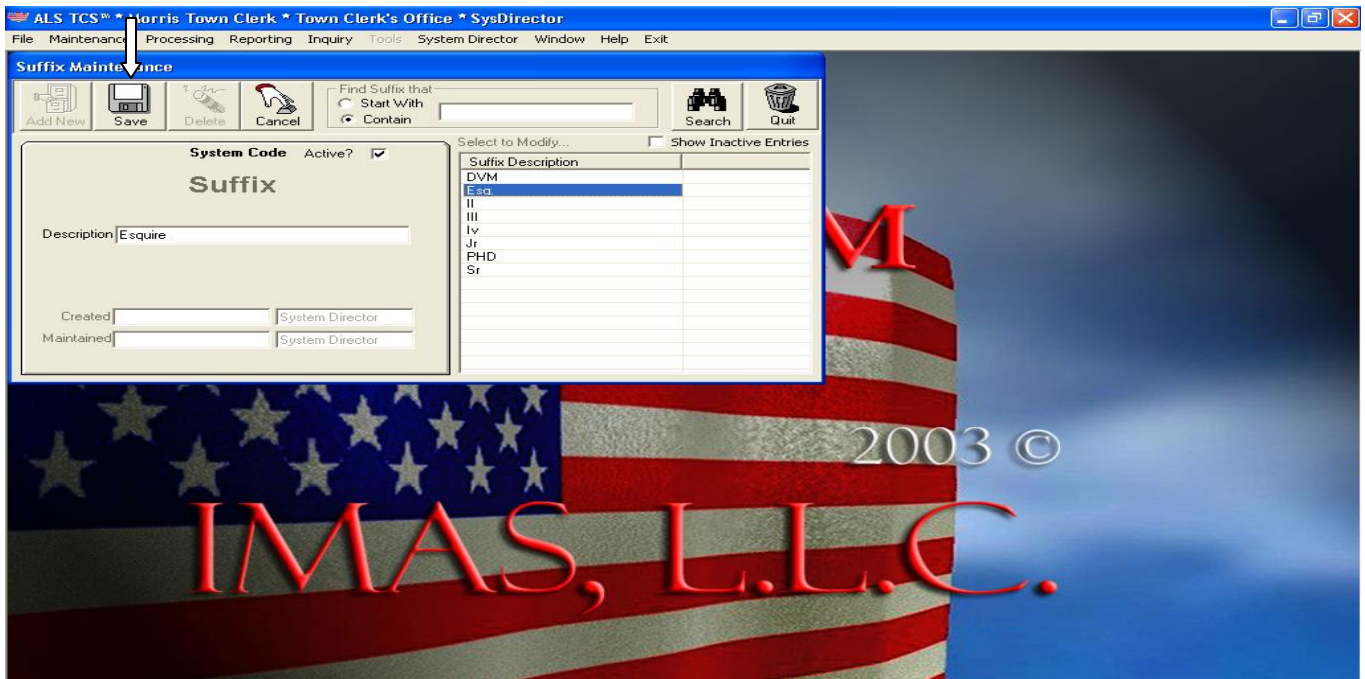 ALS TCS™ * Morris Town Clerk * Town Clerk's Office * SysDirector
File Maintenance Processing Reporting Inquiry Tools System Director Window Help Exit
Suffix Maintenance
Add New Save Delete Cancel Find Suffix that Start With Contain Search Quit
System Code Active? Select to Modify... Show Inactive Entries
Suffix
Suffix Description
DVM
Esq.
II
III
Iv
Jr
PHD
Sr
Description Esquire
Created System Director
Maintained System Director
M
2003 ©
IMAS, L.L.C.